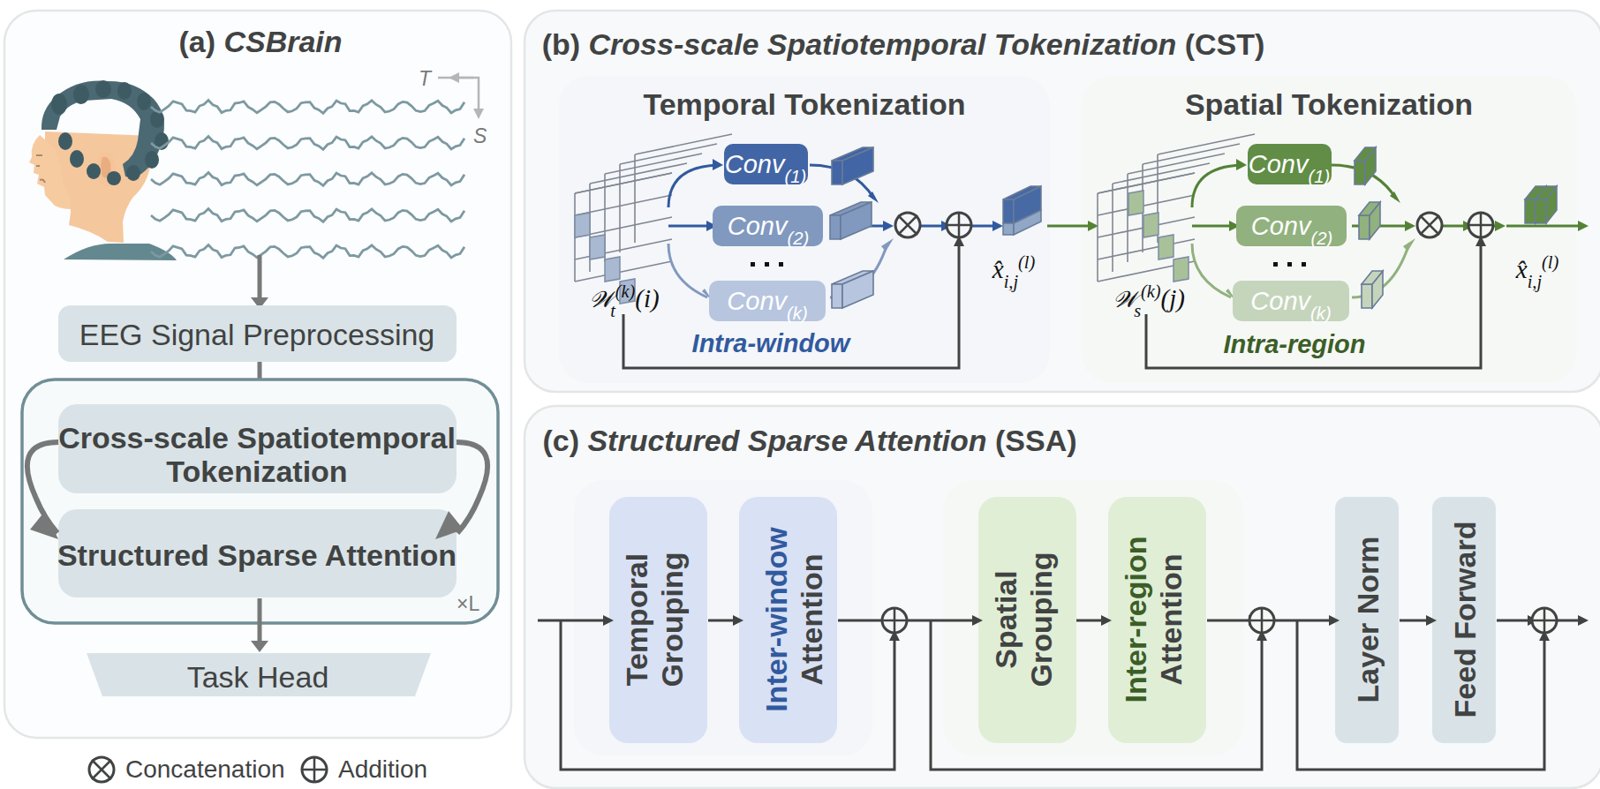 (a) CSBrain
T
S
EEG Signal Preprocessing
Cross-scale Spatiotemporal
Tokenization
Structured Sparse Attention
×L
Task Head
⊗ Concatenation ⊕ Addition
(b) Cross-scale Spatiotemporal Tokenization (CST)
Temporal Tokenization
Conv(1)
Conv(2)
...
Conv(k)
𝒲t(k)(i)
Intra-window
x̂i,j(l)
Spatial Tokenization
Conv(1)
Conv(2)
...
Conv(k)
𝒲s(k)(j)
Intra-region
x̂i,j(l)
(c) Structured Sparse Attention (SSA)
Temporal
Grouping
Inter-window
Attention
Spatial
Grouping
Inter-region
Attention
Layer Norm
Feed Forward